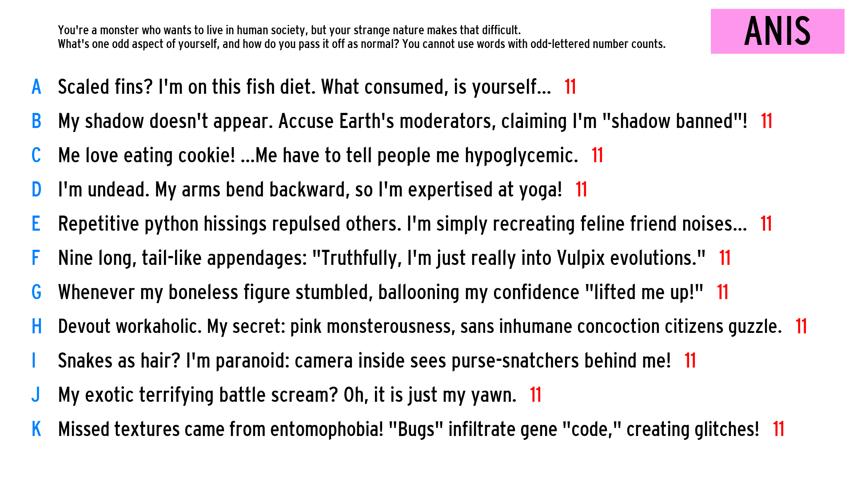 You're a monster who wants to live in human society, but your strange nature makes that difficult.
What's one odd aspect of yourself, and how do you pass it off as normal? You cannot use words with odd-lettered number counts.
ANIS
A Scaled fins? I'm on this fish diet. What consumed, is yourself... 11
B My shadow doesn't appear. Accuse Earth's moderators, claiming I'm "shadow banned"! 11
C Me love eating cookie! ...Me have to tell people me hypoglycemic. 11
D I'm undead. My arms bend backward, so I'm expertised at yoga! 11
E Repetitive python hissings repulsed others. I'm simply recreating feline friend noises... 11
F Nine long, tail-like appendages: "Truthfully, I'm just really into Vulpix evolutions." 11
G Whenever my boneless figure stumbled, ballooning my confidence "lifted me up!" 11
H Devout workaholic. My secret: pink monsterousness, sans inhumane concoction citizens guzzle. 11
I Snakes as hair? I'm paranoid: camera inside sees purse-snatchers behind me! 11
J My exotic terrifying battle scream? Oh, it is just my yawn. 11
K Missed textures came from entomophobia! "Bugs" infiltrate gene "code," creating glitches! 11